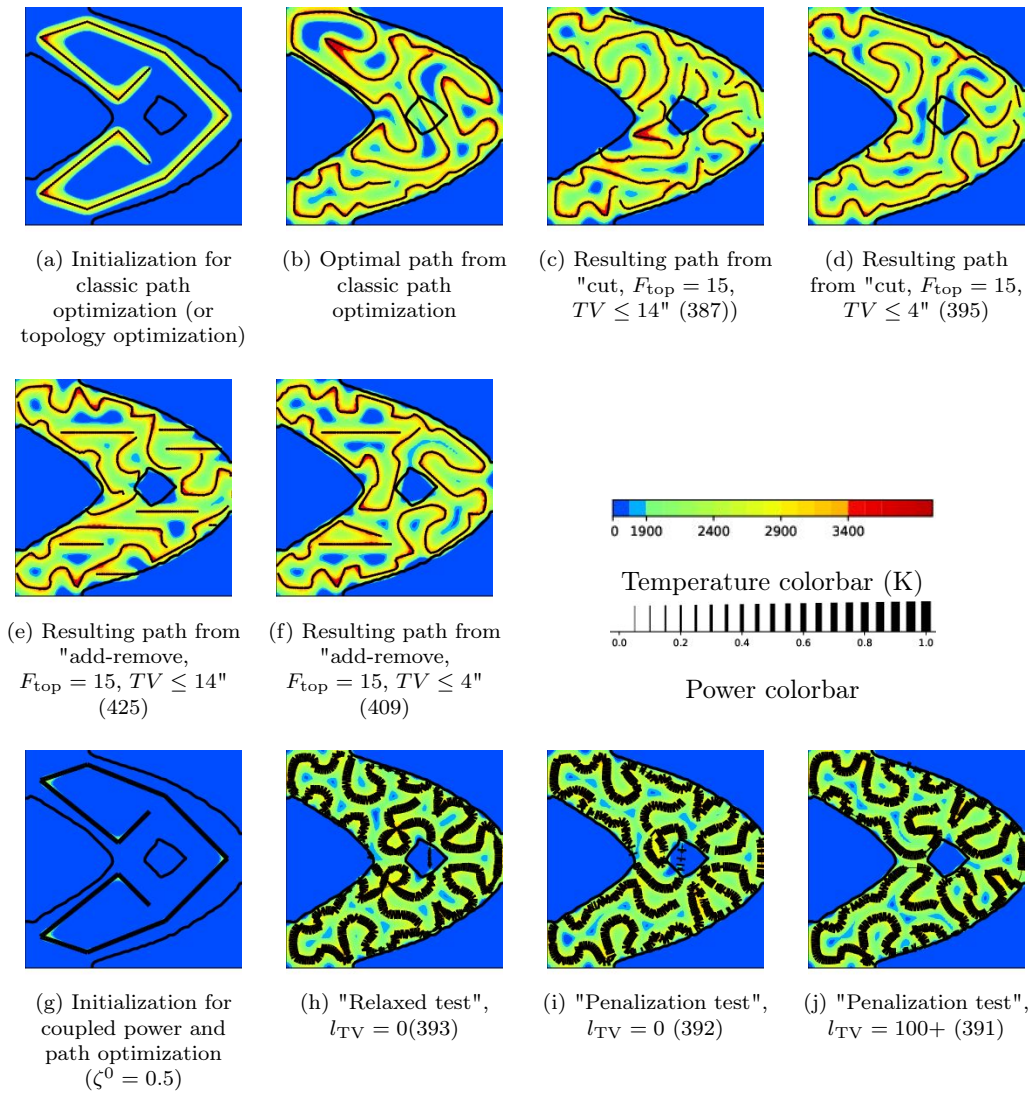 (a) Initialization for
classic path
optimization (or
topology optimization)
(b) Optimal path from
classic path
optimization
(c) Resulting path from
"cut, F_top = 15,
TV ≤ 14" (387))
(d) Resulting path
from "cut, F_top = 15,
TV ≤ 4" (395)
(e) Resulting path from
"add-remove,
F_top = 15, TV ≤ 14"
(425)
(f) Resulting path from
"add-remove,
F_top = 15, TV ≤ 4"
(409)
0 1900 2400 2900 3400
Temperature colorbar (K)
0.0 0.2 0.4 0.6 0.8 1.0
Power colorbar
(g) Initialization for
coupled power and
path optimization
(ζ⁰ = 0.5)
(h) "Relaxed test",
l_TV = 0(393)
(i) "Penalization test",
l_TV = 0 (392)
(j) "Penalization test",
l_TV = 100+ (391)